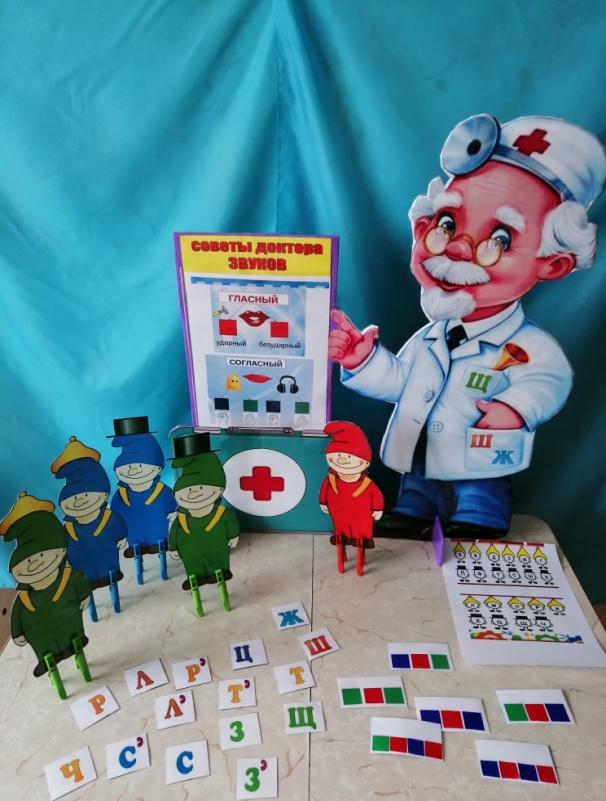 советы доктора
ЗВУКОВ
ГЛАСНЫЙ
ударный безударный
СОГЛАСНЫЙ
Щ
Ш
Ж
Ж
Ц Ш
Р Л Р’ Т
Л’ Т’
З Щ
Ч С’ С
З’